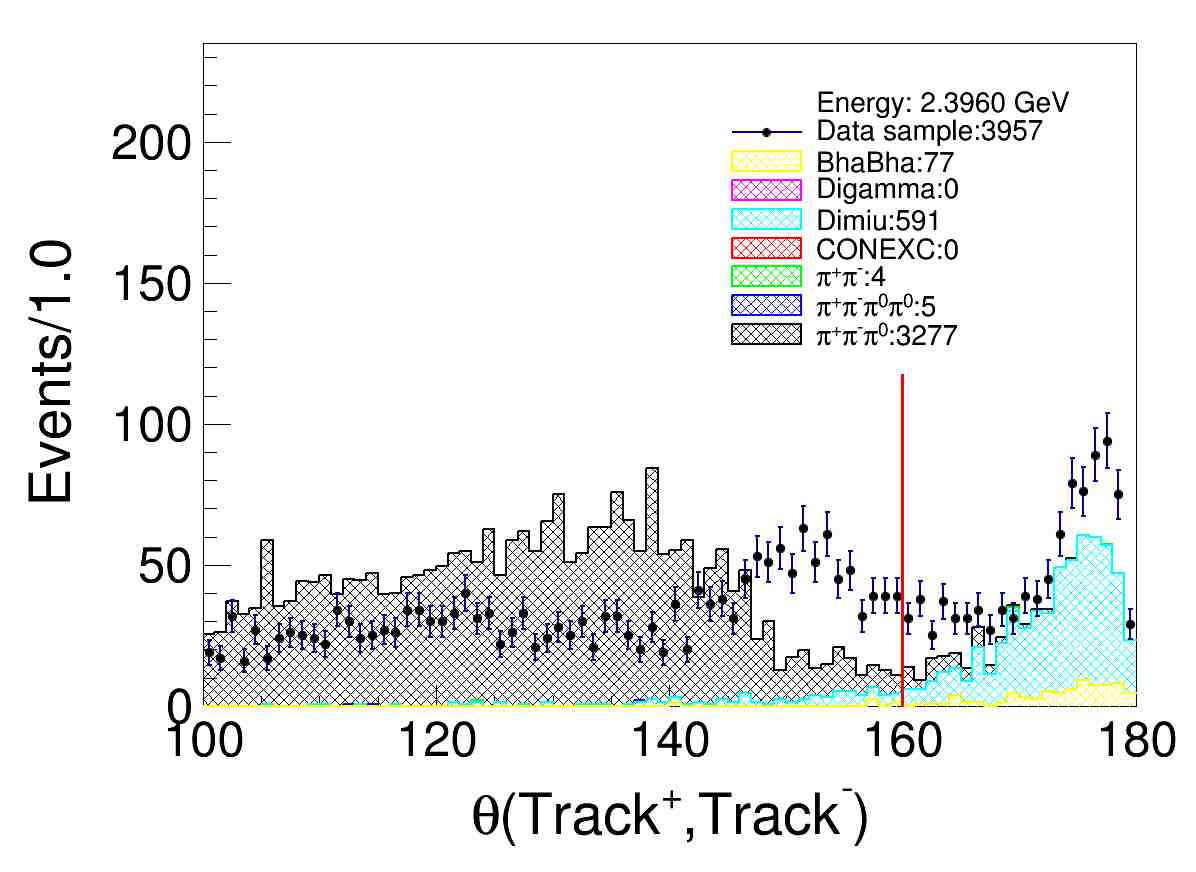 Energy: 2.3960 GeV
Data sample:3957
BhaBha:77
Digamma:0
Dimiu:591
CONEXC:0
π⁺π⁻:4
π⁺π⁻π⁰π⁰:5
π⁺π⁻π⁰:3277
Events/1.0
200
150
100
50
0
100 120 140 160 180
θ(Track⁺,Track⁻)